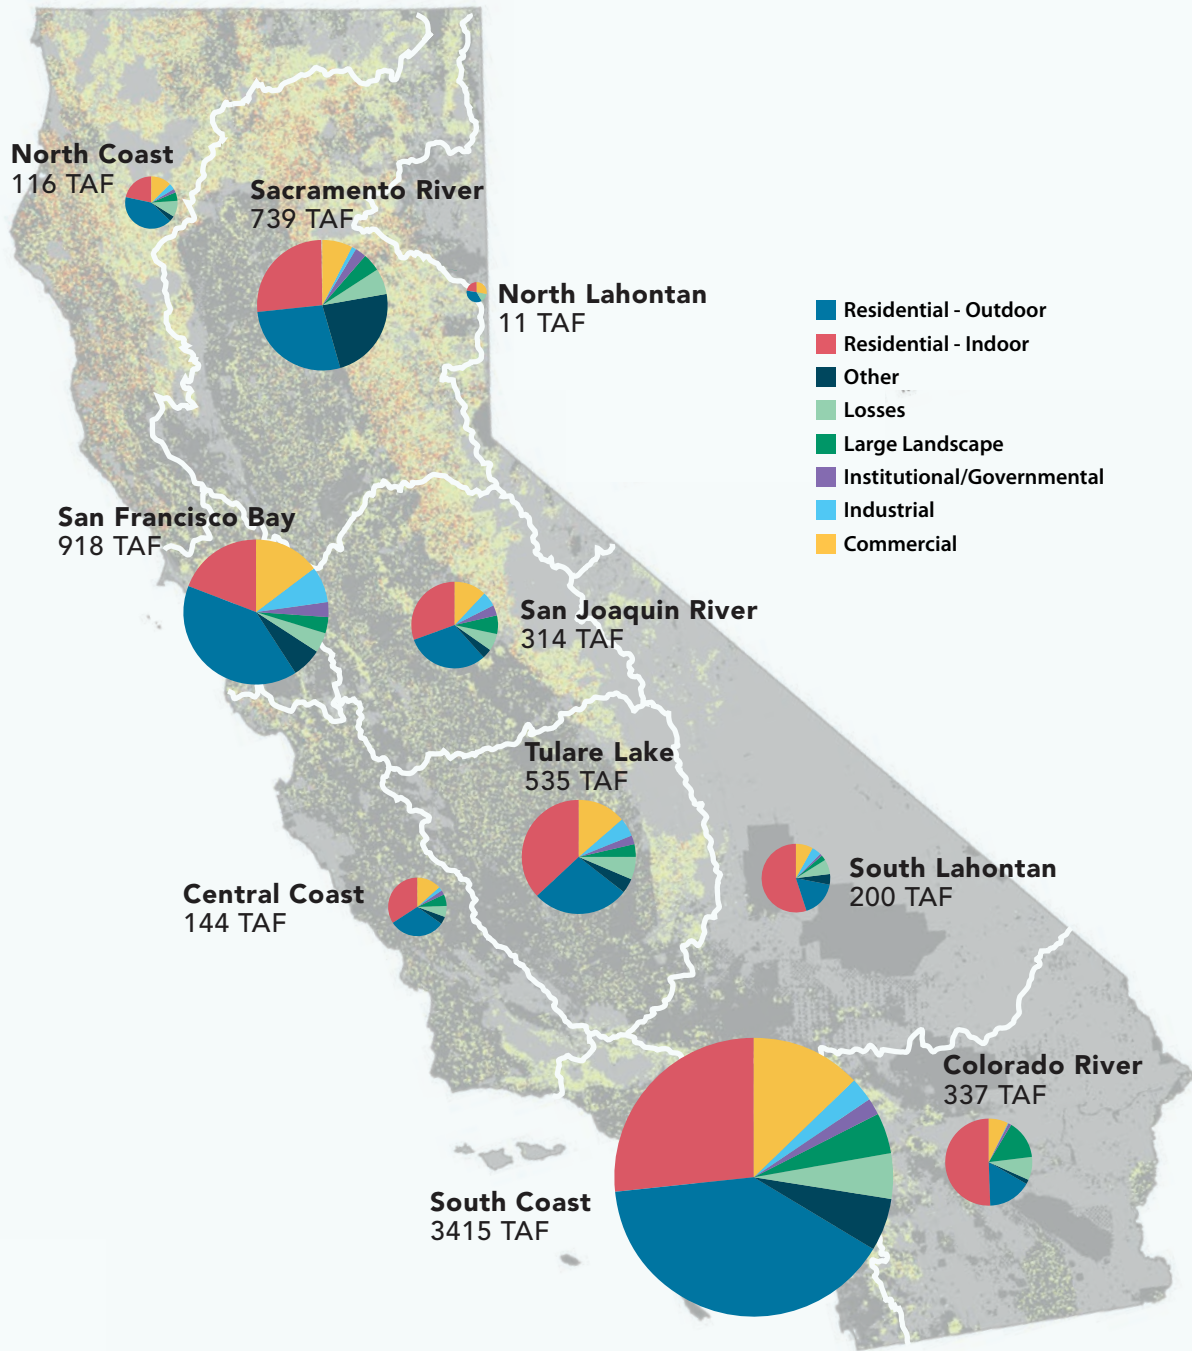 North Coast
116 TAF
Sacramento River
739 TAF
North Lahontan
11 TAF
Residential - Outdoor
Residential - Indoor
Other
Losses
Large Landscape
Institutional/Governmental
Industrial
Commercial
San Francisco Bay
918 TAF
San Joaquin River
314 TAF
Tulare Lake
535 TAF
South Lahontan
200 TAF
Central Coast
144 TAF
Colorado River
337 TAF
South Coast
3415 TAF